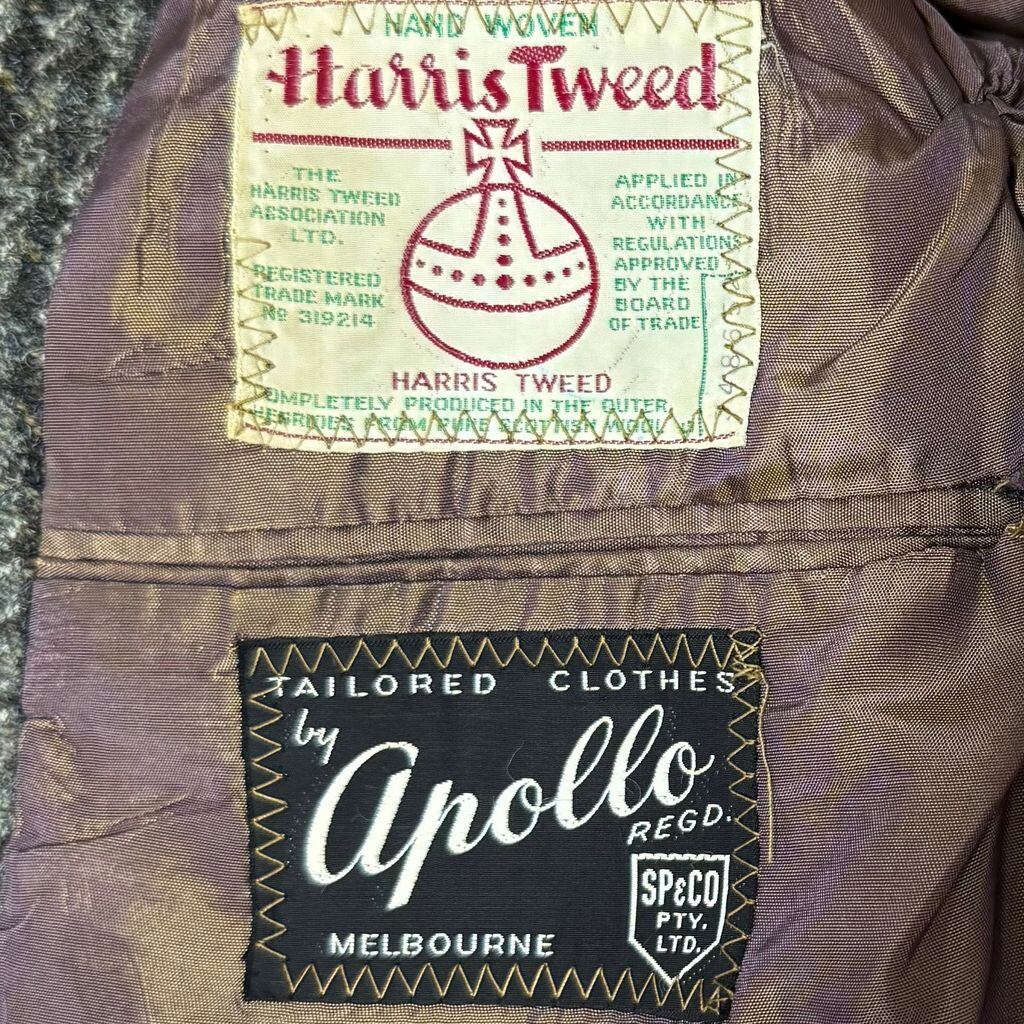 HAND WOVEN
Harris Tweed
THE
HARRIS TWEED
ASSOCIATION
LTD.
REGISTERED
TRADE MARK
No 319214
APPLIED IN
ACCORDANCE
WITH
REGULATIONS
APPROVED
BY THE
BOARD
OF TRADE
HARRIS TWEED
COMPLETELY PRODUCED IN THE OUTER
HEBRIDES FROM PURE SCOTTISH WOOL
TAILORED CLOTHES
by Apollo
REGD.
SP&CO
PTY.
LTD.
MELBOURNE